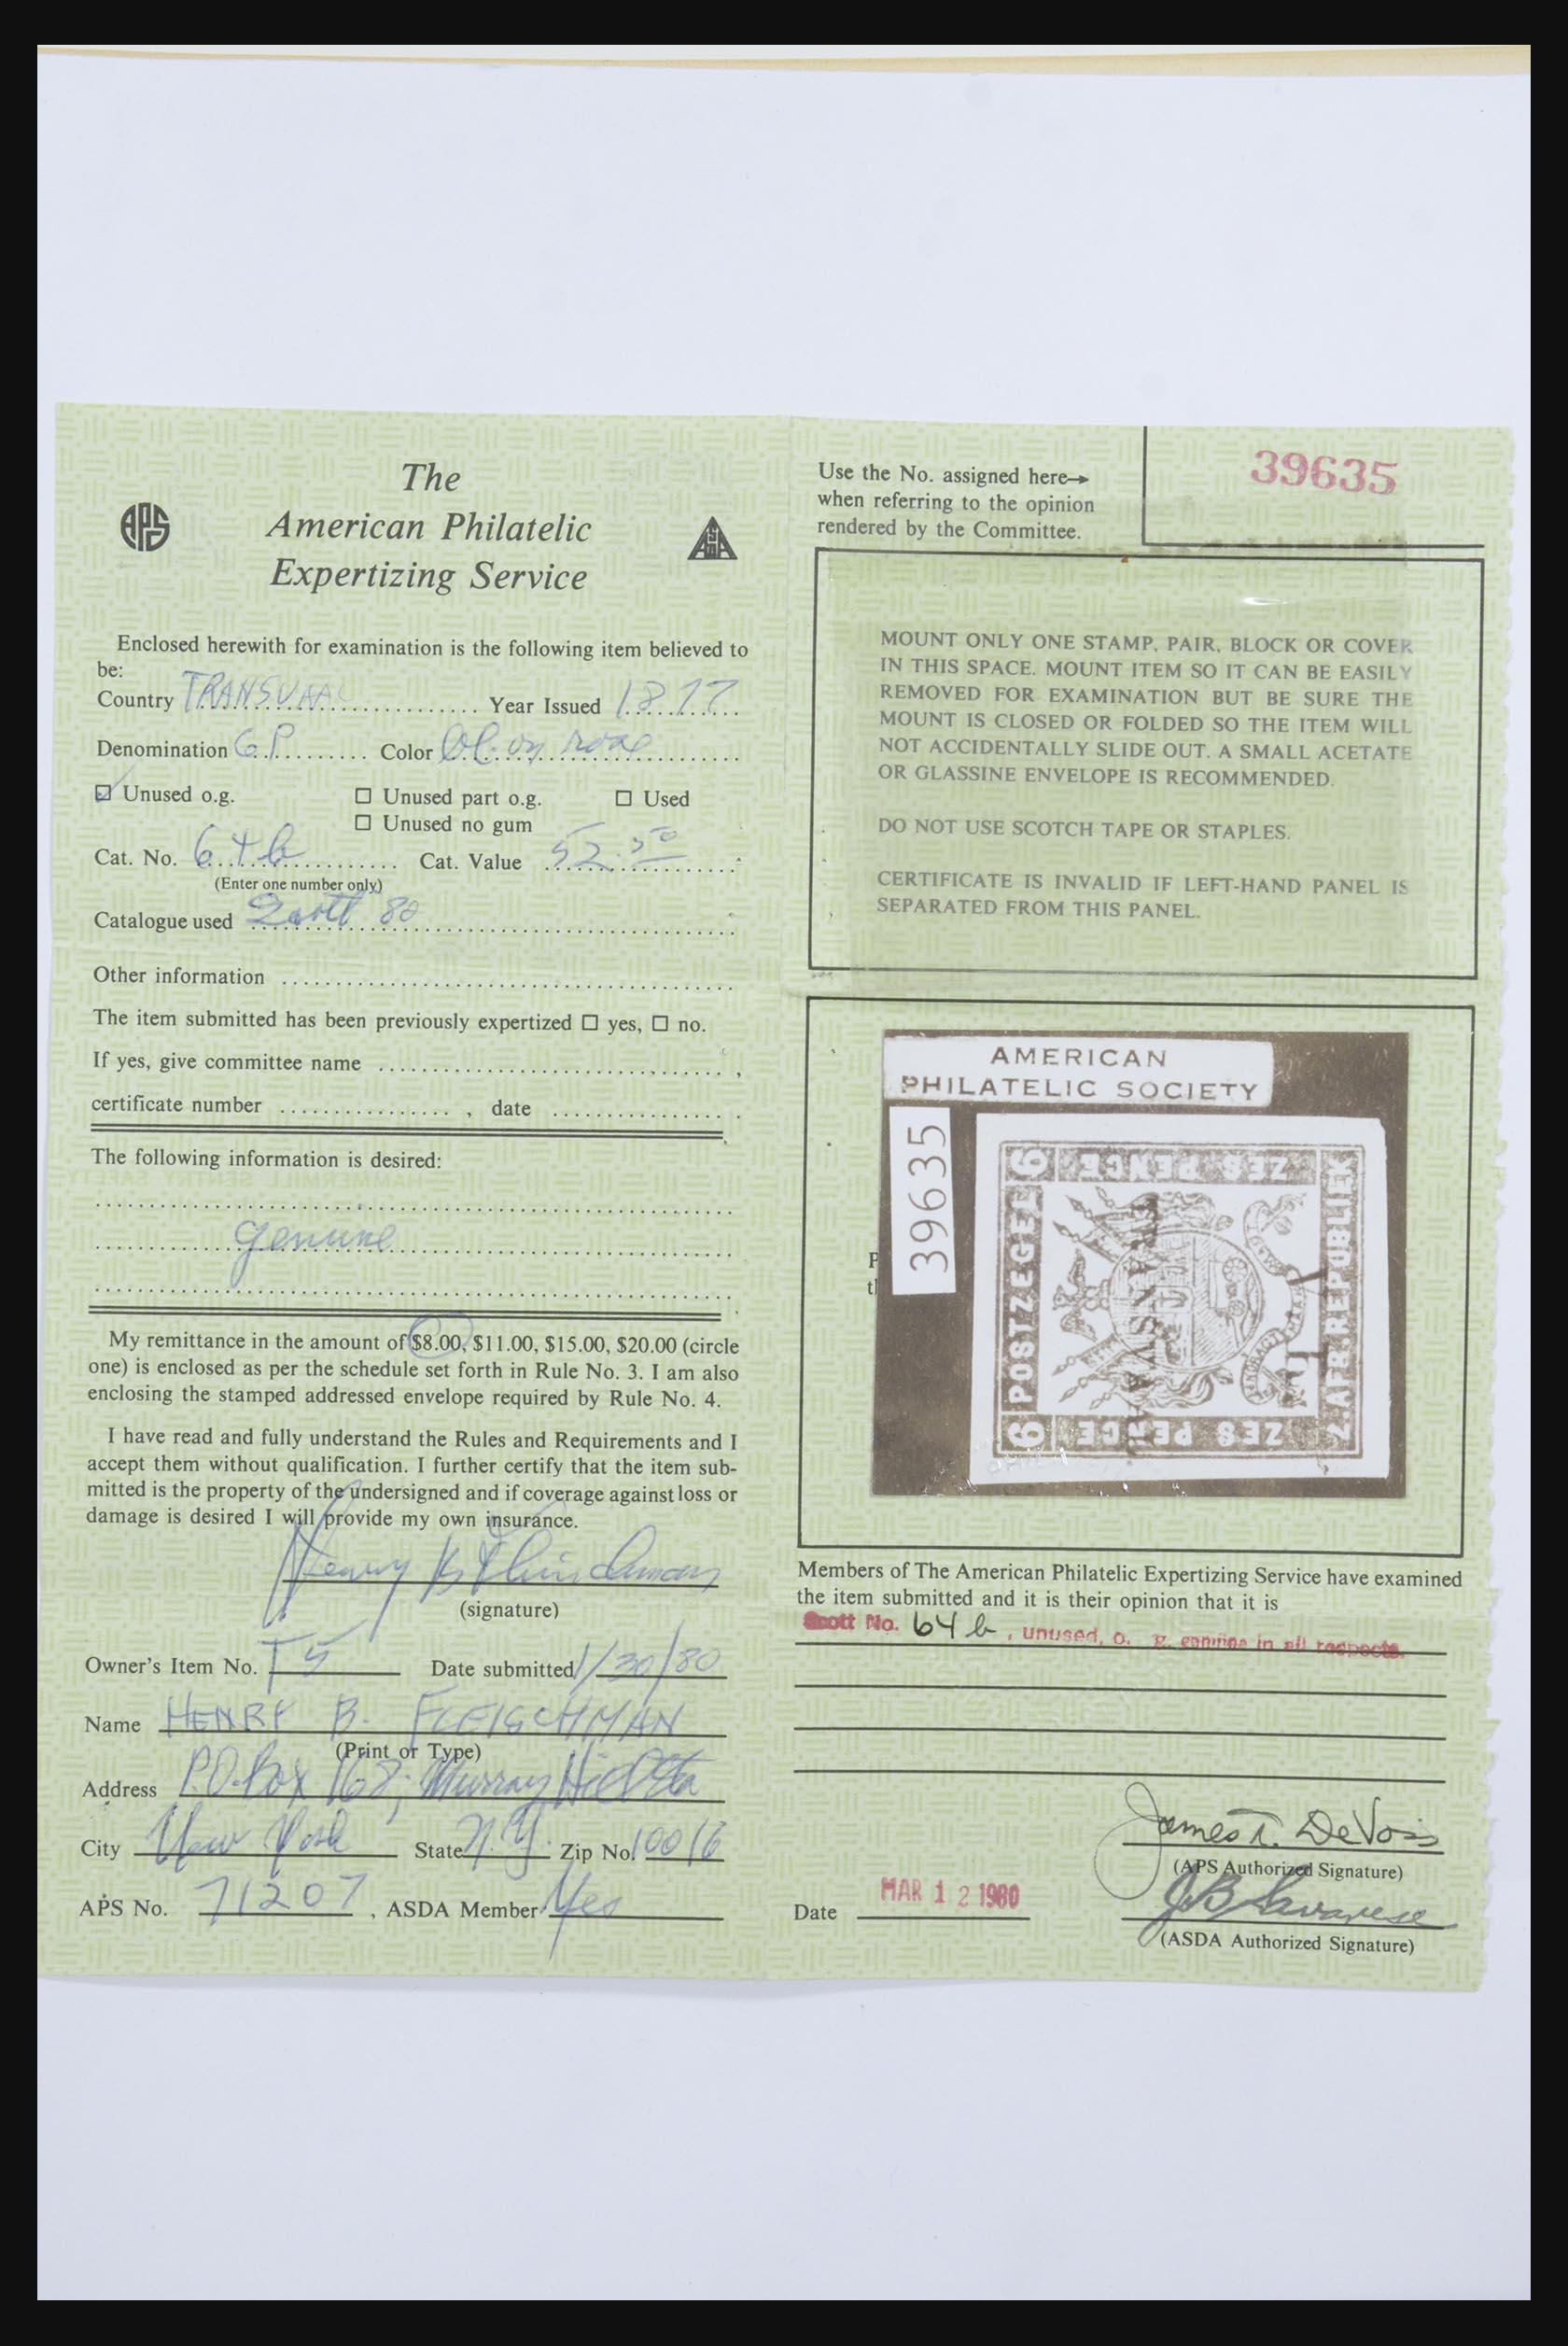 The
American Philatelic
Expertizing Service
APS
ASDA
Enclosed herewith for examination is the following item believed to
be:
Country TRANSVAAL Year Issued 1877
Denomination 6P Color Bl. on rose
☑ Unused o.g. ☐ Unused part o.g. ☐ Used
☐ Unused no gum
Cat. No. 64b Cat. Value 52.50
(Enter one number only)
Catalogue used Scott 80
Other information
The item submitted has been previously expertized ☐ yes, ☐ no.
If yes, give committee name ,
certificate number , date .
The following information is desired:
genuine
My remittance in the amount of $8.00, $11.00, $15.00, $20.00 (circle
one) is enclosed as per the schedule set forth in Rule No. 3. I am also
enclosing the stamped addressed envelope required by Rule No. 4.
I have read and fully understand the Rules and Requirements and I
accept them without qualification. I further certify that the item sub-
mitted is the property of the undersigned and if coverage against loss or
damage is desired I will provide my own insurance.
Henry B. Fleischman
(signature)
Owner's Item No. T5 Date submitted 1/30/80
Name HENRY B. FLEISCHMAN
(Print or Type)
Address P.O. Box 168, Murray Hill Sta
City New York State N.Y. Zip No. 10016
APS No. 71207, ASDA Member Yes
Use the No. assigned here→
when referring to the opinion
rendered by the Committee.
39635
MOUNT ONLY ONE STAMP, PAIR, BLOCK OR COVER
IN THIS SPACE. MOUNT ITEM SO IT CAN BE EASILY
REMOVED FOR EXAMINATION BUT BE SURE THE
MOUNT IS CLOSED OR FOLDED SO THE ITEM WILL
NOT ACCIDENTALLY SLIDE OUT. A SMALL ACETATE
OR GLASSINE ENVELOPE IS RECOMMENDED.
DO NOT USE SCOTCH TAPE OR STAPLES.
CERTIFICATE IS INVALID IF LEFT-HAND PANEL IS
SEPARATED FROM THIS PANEL.
AMERICAN
PHILATELIC SOCIETY
39635
6 POSTZEGEL 6
ZES PENCE
ZES PENCE
Z. AFR. REPUBLIEK
TRANSVAAL
Members of The American Philatelic Expertizing Service have examined
the item submitted and it is their opinion that it is
Scott No. 64 b, unused, o. g. genuine in all respects.
James T. DeVoss
(APS Authorized Signature)
Date MAR 12 1980
JB Savarese
(ASDA Authorized Signature)